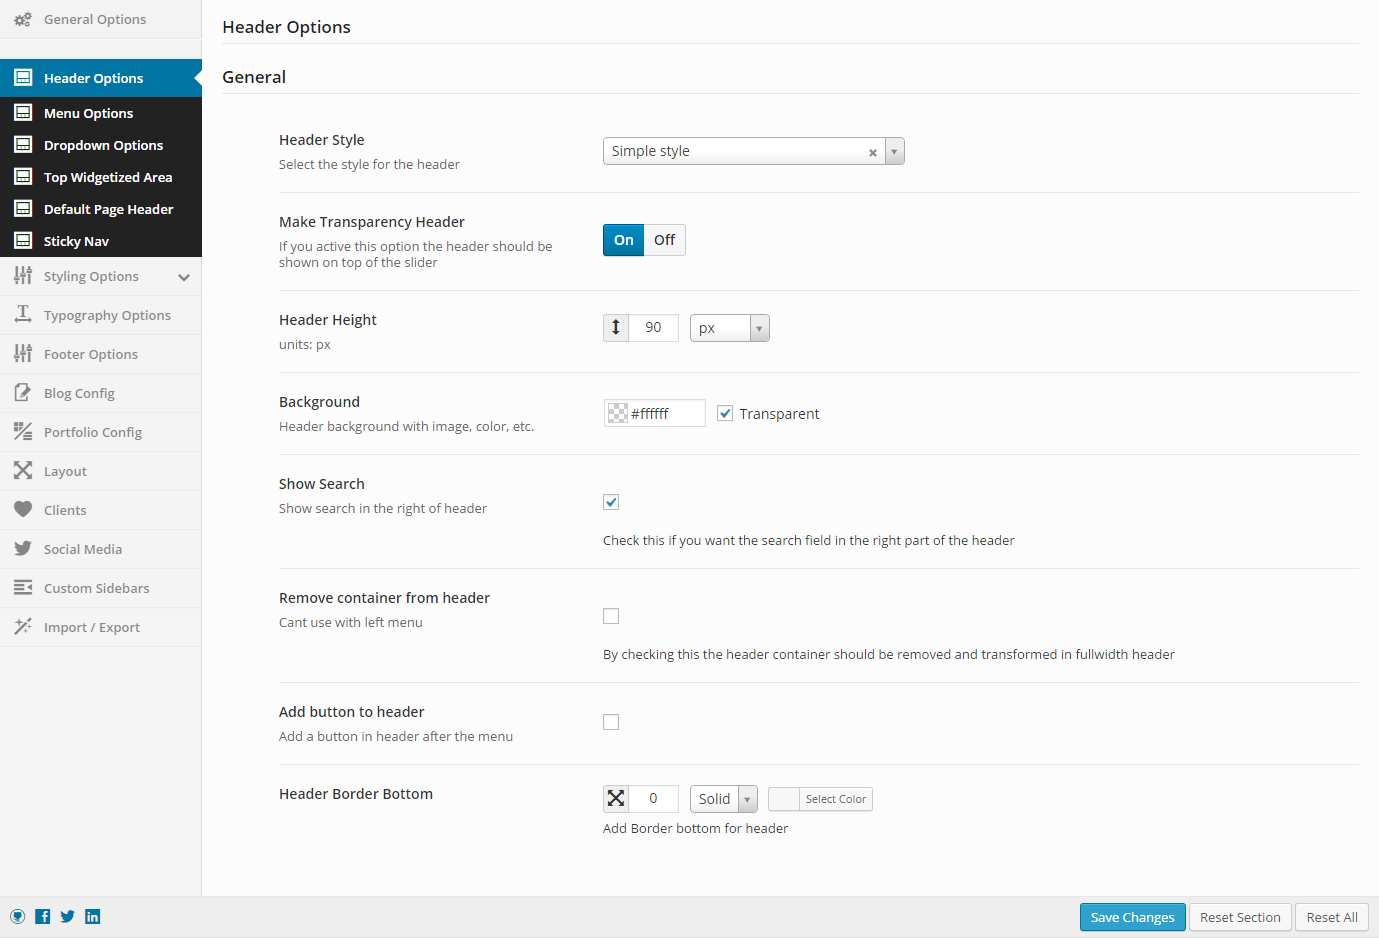 General Options
Header Options
Menu Options
Dropdown Options
Top Widgetized Area
Default Page Header
Sticky Nav
Styling Options
Typography Options
Footer Options
Blog Config
Portfolio Config
Layout
Clients
Social Media
Custom Sidebars
Import / Export
Header Options
General
Header Style
Select the style for the header
Simple style
Make Transparency Header
If you active this option the header should be
shown on top of the slider
On Off
Header Height
units: px
90 px
Background
Header background with image, color, etc.
#ffffff Transparent
Show Search
Show search in the right of header
Check this if you want the search field in the right part of the header
Remove container from header
Cant use with left menu
By checking this the header container should be removed and transformed in fullwidth header
Add button to header
Add a button in header after the menu
Header Border Bottom
0 Solid Select Color
Add Border bottom for header
Save Changes Reset Section Reset All